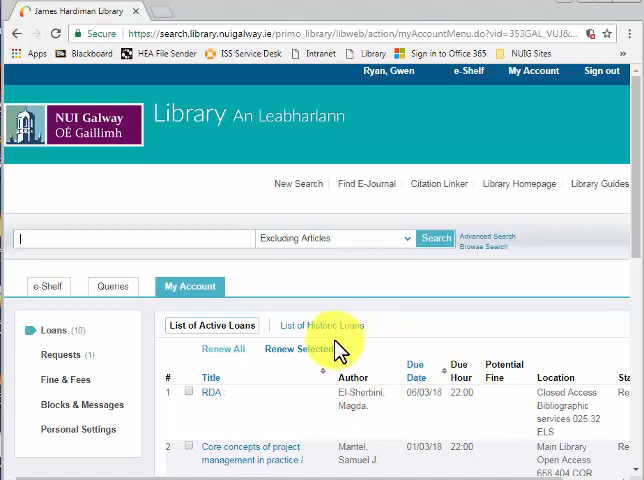 James Hardiman Library
Secure https://search.library.nuigalway.ie/primo_library/libweb/action/myAccountMenu.do?vid=353GAL_VUJ&
Apps Blackboard HEA File Sender ISS Service Desk Intranet Library Sign in to Office 365 NUIG Sites
Ryan, Gwen e-Shelf My Account Sign out
NUI Galway
OÉ Gaillimh
Library An Leabharlann
New Search Find E-Journal Citation Linker Library Homepage Library Guides
Excluding Articles Search Advanced Search
Browse Search
e-Shelf Queries My Account
Loans (10)
Requests (1)
Fine & Fees
Blocks & Messages
Personal Settings
List of Active Loans List of Historic Loans
Renew All Renew Selected
# Title Author Due Date Due Hour Potential Fine Location Sta
1 RDA : El-Sherbini, Magda. 06/03/18 22:00 Closed Access Bibliographic services 025.32 ELS Re
2 Core concepts of project management in practice / Mantel, Samuel J. 01/03/18 22:00 Main Library Open Access 658.404 COR Re